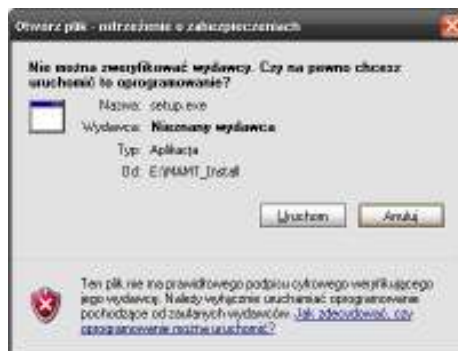 Otwórz plik - ostrzeżenie o zabezpieczeniach
Nie można zweryfikować wydawcy. Czy na pewno chcesz
uruchomić to oprogramowanie?
Nazwa: setup.exe
Wydawca: Nieznany wydawca
Typ: Aplikacja
Od: E:\MAMT_Install
Uruchom Anuluj
Ten plik nie ma prawidłowego podpisu cyfrowego weryfikującego
jego wydawcę. Należy wyłącznie uruchamiać oprogramowanie
pochodzące od zaufanych wydawców. Jak zdecydować, czy
oprogramowanie można uruchomić?